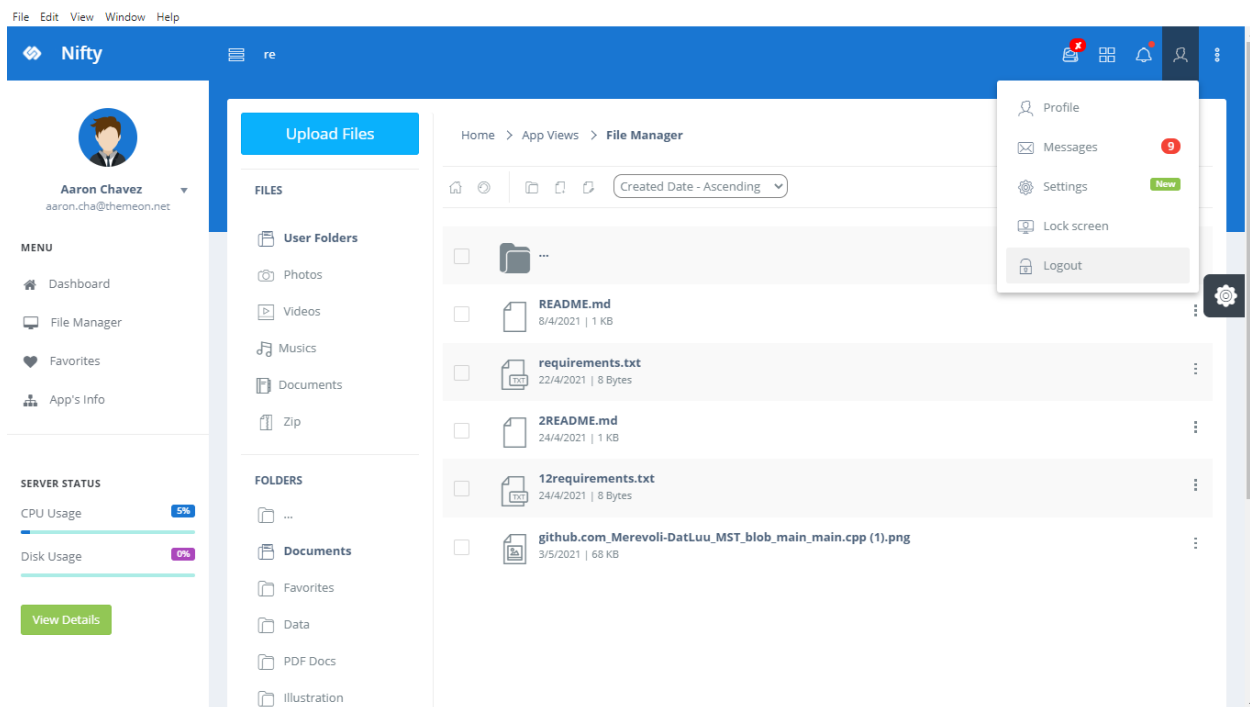 File Edit View Window Help
Nifty
re
Aaron Chavez
aaron.cha@themeon.net
MENU
Dashboard
File Manager
Favorites
App's Info
SERVER STATUS
CPU Usage 5%
Disk Usage 0%
View Details
Upload Files
FILES
User Folders
Photos
Videos
Musics
Documents
Zip
FOLDERS
...
Documents
Favorites
Data
PDF Docs
Illustration
Home > App Views > File Manager
Created Date - Ascending
...
README.md
8/4/2021 | 1 KB
requirements.txt
TXT
22/4/2021 | 8 Bytes
2README.md
24/4/2021 | 1 KB
12requirements.txt
TXT
24/4/2021 | 8 Bytes
github.com_Merevoli-DatLuu_MST_blob_main_main.cpp (1).png
3/5/2021 | 68 KB
Profile
Messages 9
Settings New
Lock screen
Logout